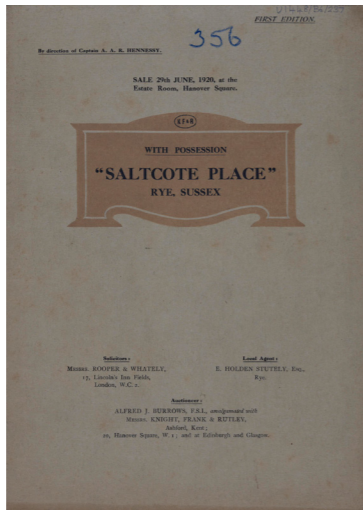 FIRST EDITION.
356
By direction of Captain A. A. R. HENNESSY.
SALE 29th JUNE, 1920, at the
Estate Room, Hanover Square.
KF&R
WITH POSSESSION
"SALTCOTE PLACE"
RYE, SUSSEX
Solicitors:
MESSRS. ROOPER & WHATELY,
17, Lincoln's Inn Fields,
London, W.C. 2.
Local Agent:
E. HOLDEN STUTELY, Esq.,
Rye.
Auctioneer:
ALFRED J. BURROWS, F.S.I., amalgamated with
MESSRS. KNIGHT, FRANK & RUTLEY,
Ashford, Kent;
20, Hanover Square, W. 1; and at Edinburgh and Glasgow.